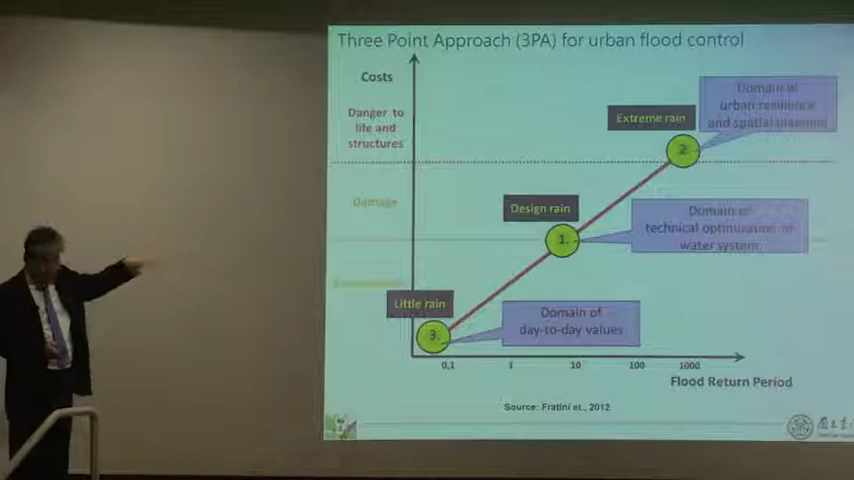 Three Point Approach (3PA) for urban flood control
Costs
Danger to
life and
structures
Extreme rain
Domain of
urban resilience
and spatial planning
2.
Damage
Design rain
1.
Domain of
technical optimization of
water system
Little rain
3.
Domain of
day-to-day values
0,1 1 10 100 1000
Flood Return Period
Source: Fratini et., 2012